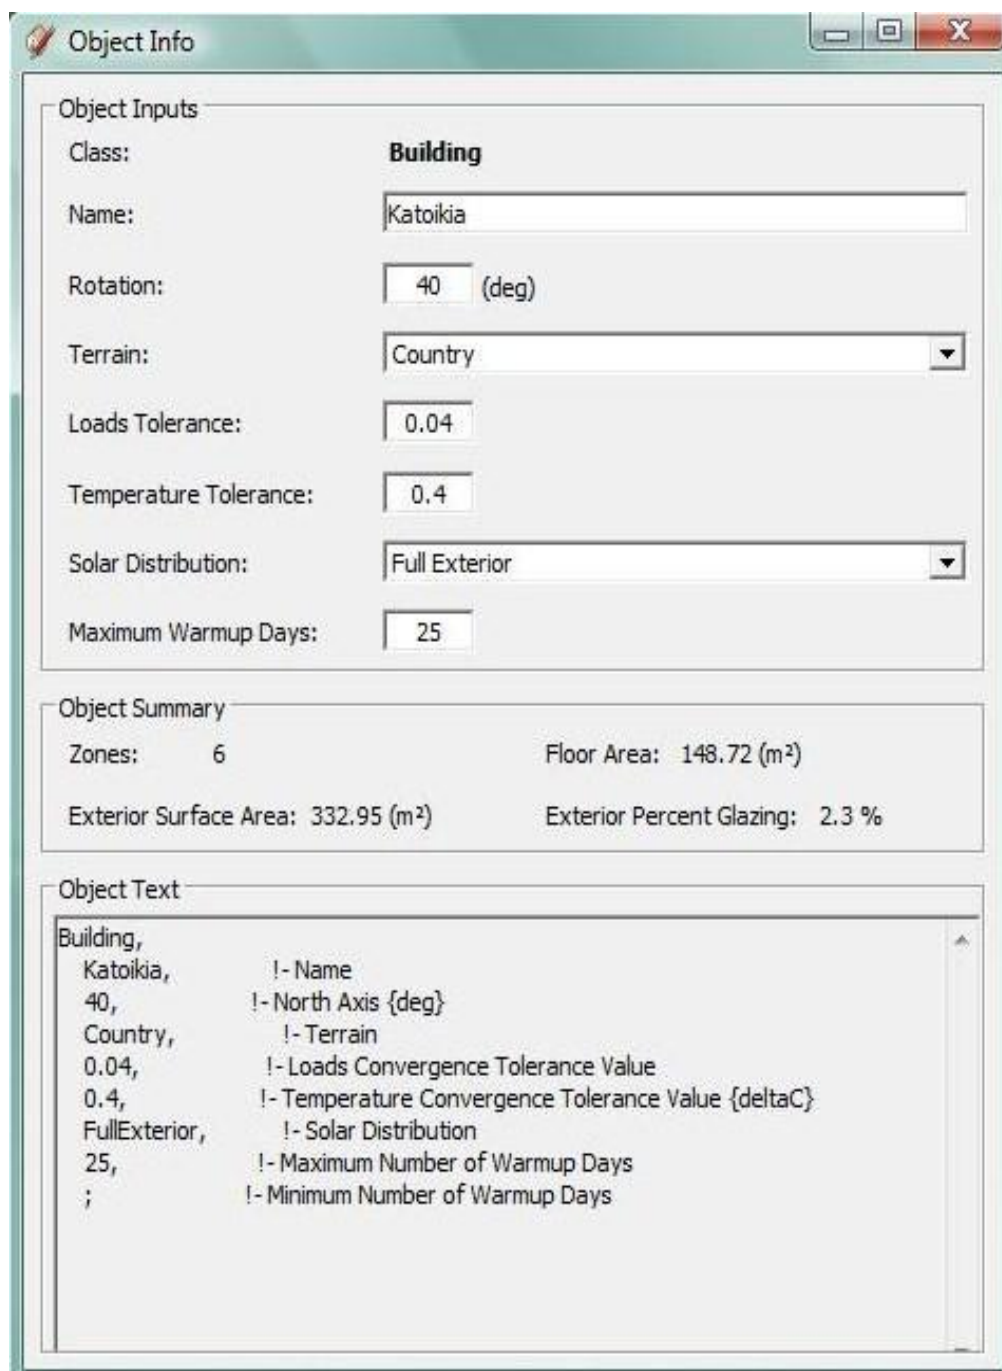 Object Info
Object Inputs
Class: Building
Name: Katoikia
Rotation: 40 (deg)
Terrain: Country
Loads Tolerance: 0.04
Temperature Tolerance: 0.4
Solar Distribution: Full Exterior
Maximum Warmup Days: 25
Object Summary
Zones: 6 Floor Area: 148.72 (m²)
Exterior Surface Area: 332.95 (m²) Exterior Percent Glazing: 2.3 %
Object Text
Building,
Katoikia, !- Name
40, !- North Axis {deg}
Country, !- Terrain
0.04, !- Loads Convergence Tolerance Value
0.4, !- Temperature Convergence Tolerance Value {deltaC}
FullExterior, !- Solar Distribution
25, !- Maximum Number of Warmup Days
; !- Minimum Number of Warmup Days